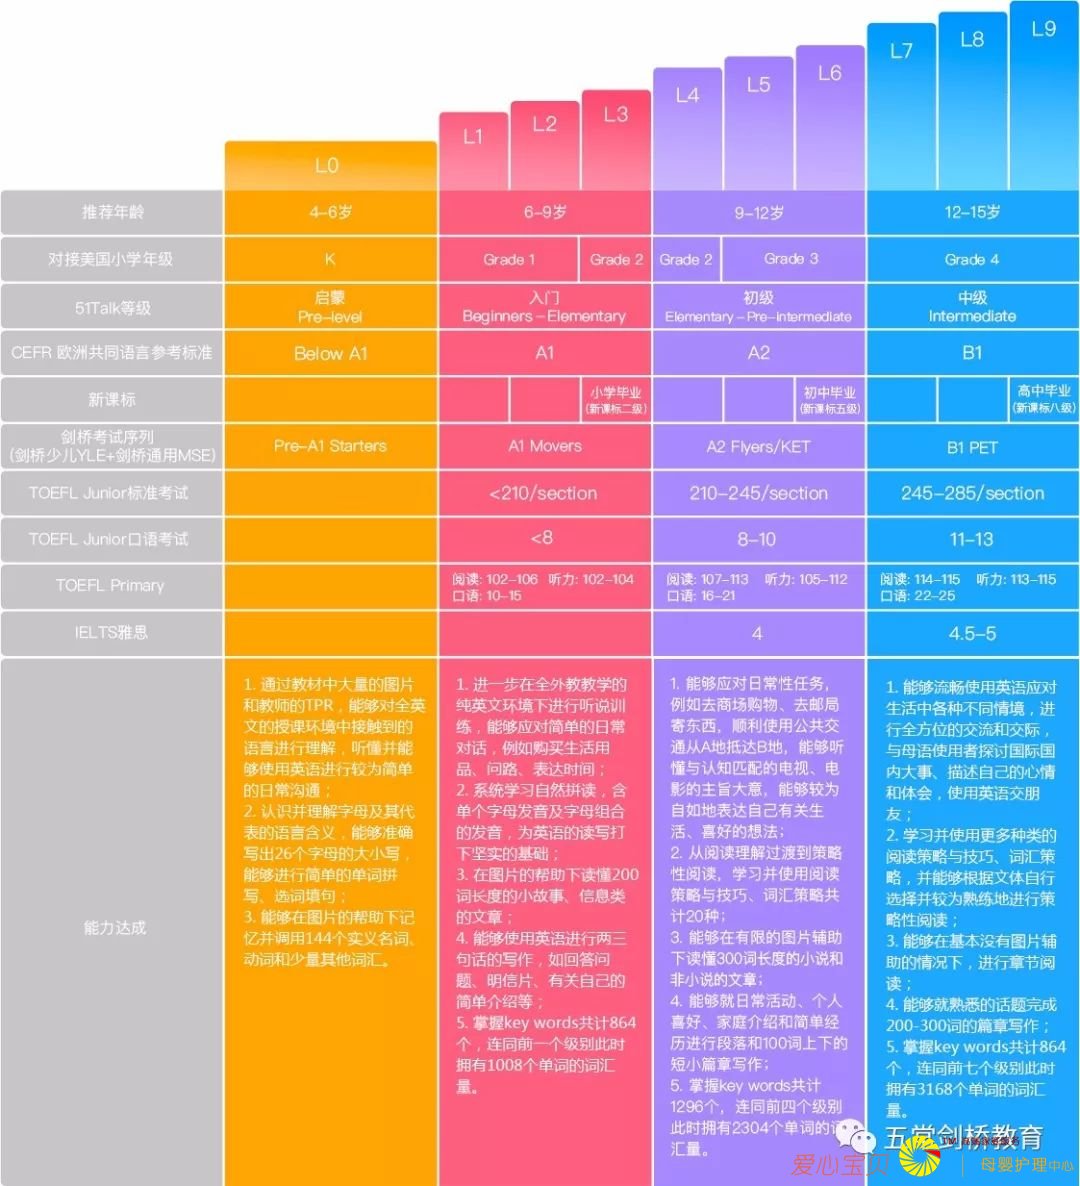 L0
L1
L2
L3
L4
L5
L6
L7
L8
L9
推荐年龄
4–6岁
6–9岁
9–12岁
12–15岁
对接美国小学年级
K
Grade 1
Grade 2
Grade 2
Grade 3
Grade 4
51Talk等级
启蒙
Pre–level
入门
Beginners – Elementary
初级
Elementary – Pre–intermediate
中级
Intermediate
CEFR 欧洲共同语言参考标准
Below A1
A1
A2
B1
新课标
小学毕业
(新课标二级)
初中毕业
(新课标五级)
高中毕业
(新课标八级)
剑桥考试序列
(剑桥少儿YLE+剑桥通用MSE)
Pre–A1 Starters
A1 Movers
A2 Flyers/KET
B1 PET
TOEFL Junior标准考试
<210/section
210–245/section
245–285/section
TOEFL Junior口语考试
<8
8–10
11–13
TOEFL Primary
阅读: 102–106 听力: 102–104
口语: 10–15
阅读: 107–113 听力: 105–112
口语: 16–21
阅读: 114–115 听力: 113–115
口语: 22–25
IELTS雅思
4
4.5–5
能力达成
1. 通过教材中大量的图片
和教师的TPR，能够对全英
文的授课环境中接触到的
语言进行理解，听懂并能
够使用英语进行较为简单
的日常沟通；
2. 认识并理解字母及其代
表的语言含义，能够准确
写出26个字母的大小写，
能够进行简单的单词拼
写、选词填句；
3. 能够在图片的帮助下记
忆并调用144个实义名词、
动词和少量其他词汇。
1. 进一步在全外教教学的
纯英文环境下进行听说训
练，能够应对简单的日常
对话，例如购买生活用
品、问路、表达时间；
2. 系统学习自然拼读，含
单个字母发音及字母组合
的发音，为英语的读写打
下坚实的基础；
3. 在图片的帮助下读懂200
词长度的小故事、信息类
的文章；
4. 能够使用英语进行两三
句话的写作，如回答问
题、明信片、有关自己的
简单介绍等；
5. 掌握key words共计864
个，连同前一个级别此时
拥有1008个单词的词汇
量。
1. 能够应对日常性任务，
例如去商场购物、去邮局
寄东西，顺利使用公共交
通从A地抵达B地，能够听
懂与认知匹配的电视、电
影的主旨大意，能够较为
自如地表达自己有关生
活、喜好的想法；
2. 从阅读理解过渡到策略
性阅读，学习并使用阅读
策略与技巧、词汇策略共
计20种；
3. 能够在有限的图片辅助
下读懂300词长度的小说和
非小说的文章；
4. 能够就日常活动、个人
喜好、家庭介绍和简单经
历进行段落和100词上下的
短小篇章写作；
5. 掌握key words共计
1296个，连同前四个级别
此时拥有2304个单词的词
汇量。
1. 能够流畅使用英语应对
生活中各种不同情境，进
行全方位的交流和交际，
与母语使用者探讨国际国
内大事、描述自己的心情
和体会，使用英语交朋
友；
2. 学习并使用更多种类的
阅读策略与技巧、词汇策
略，并能够根据文体自行
选择并较为熟练地进行策
略性阅读；
3. 能够在基本没有图片辅
助的情况下，进行章节阅
读；
4. 能够就熟悉的话题完成
200-300词的篇章写作；
5. 掌握key words共计864
个，连同前七个级别此时
拥有3168个单词的词汇
量。
五常剑桥教育
爱心宝贝
母婴护理中心